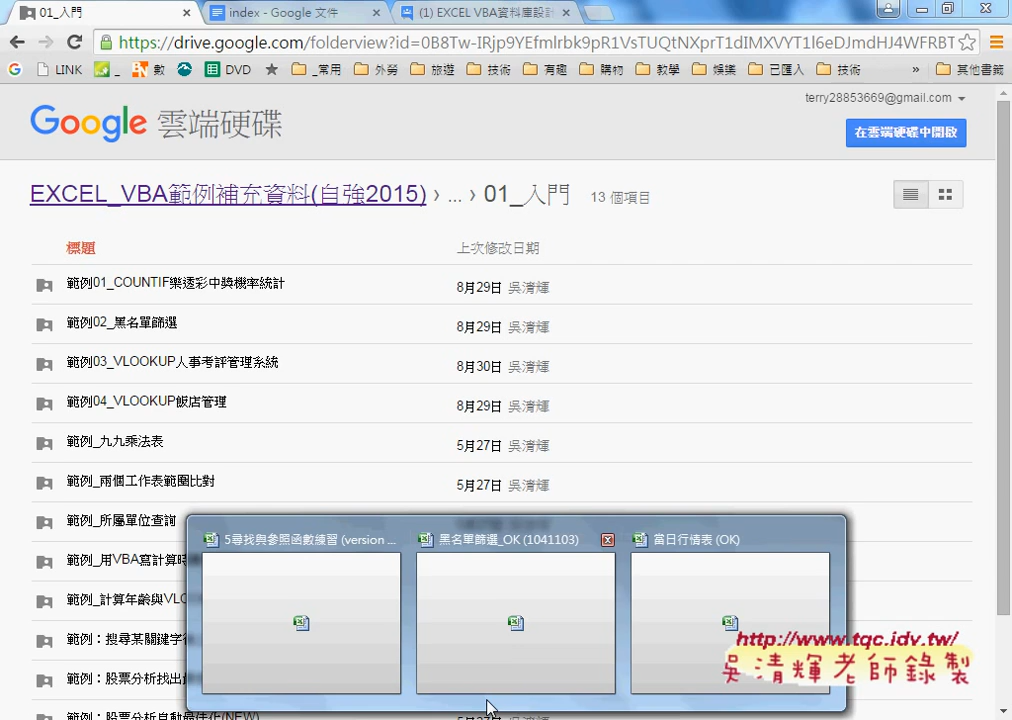 01_入門
index - Google 文件
(1) EXCEL VBA資料庫設計
https://drive.google.com/folderview?id=0B8Tw-IRjp9YEfmlrbk9pR1VsTUQtNXprT1dIMXVYT1l6eDJmdHJ4WFRBT
LINK
_
數
DVD
_常用
外勞
旅遊
技術
有趣
購物
教學
娛樂
已匯入
技術
»
其他書籤
terry28853669@gmail.com
Google 雲端硬碟
在雲端硬碟中開啟
EXCEL_VBA範例補充資料(自強2015) › ... › 01_入門 13 個項目
標題 上次修改日期
範例01_COUNTIF樂透彩中獎機率統計 8月29日 吳清輝
範例02_黑名單篩選 8月29日 吳清輝
範例03_VLOOKUP人事考評管理系統 8月30日 吳清輝
範例04_VLOOKUP飯店管理 8月29日 吳清輝
範例_九九乘法表 5月27日 吳清輝
範例_兩個工作表範圍比對 5月27日 吳清輝
範例_所屬單位查詢
範例_用VBA寫計算時
範例_計算年齡與VLO
範例：搜尋某關鍵字
範例：股票分析找出
範例：股票分析自動最佳化(NEW)
5尋找與參照函數練習 (version ...
黑名單篩選_OK (1041103)
當日行情表 (OK)
http://www.tqc.idv.tw/
吳清輝老師錄製